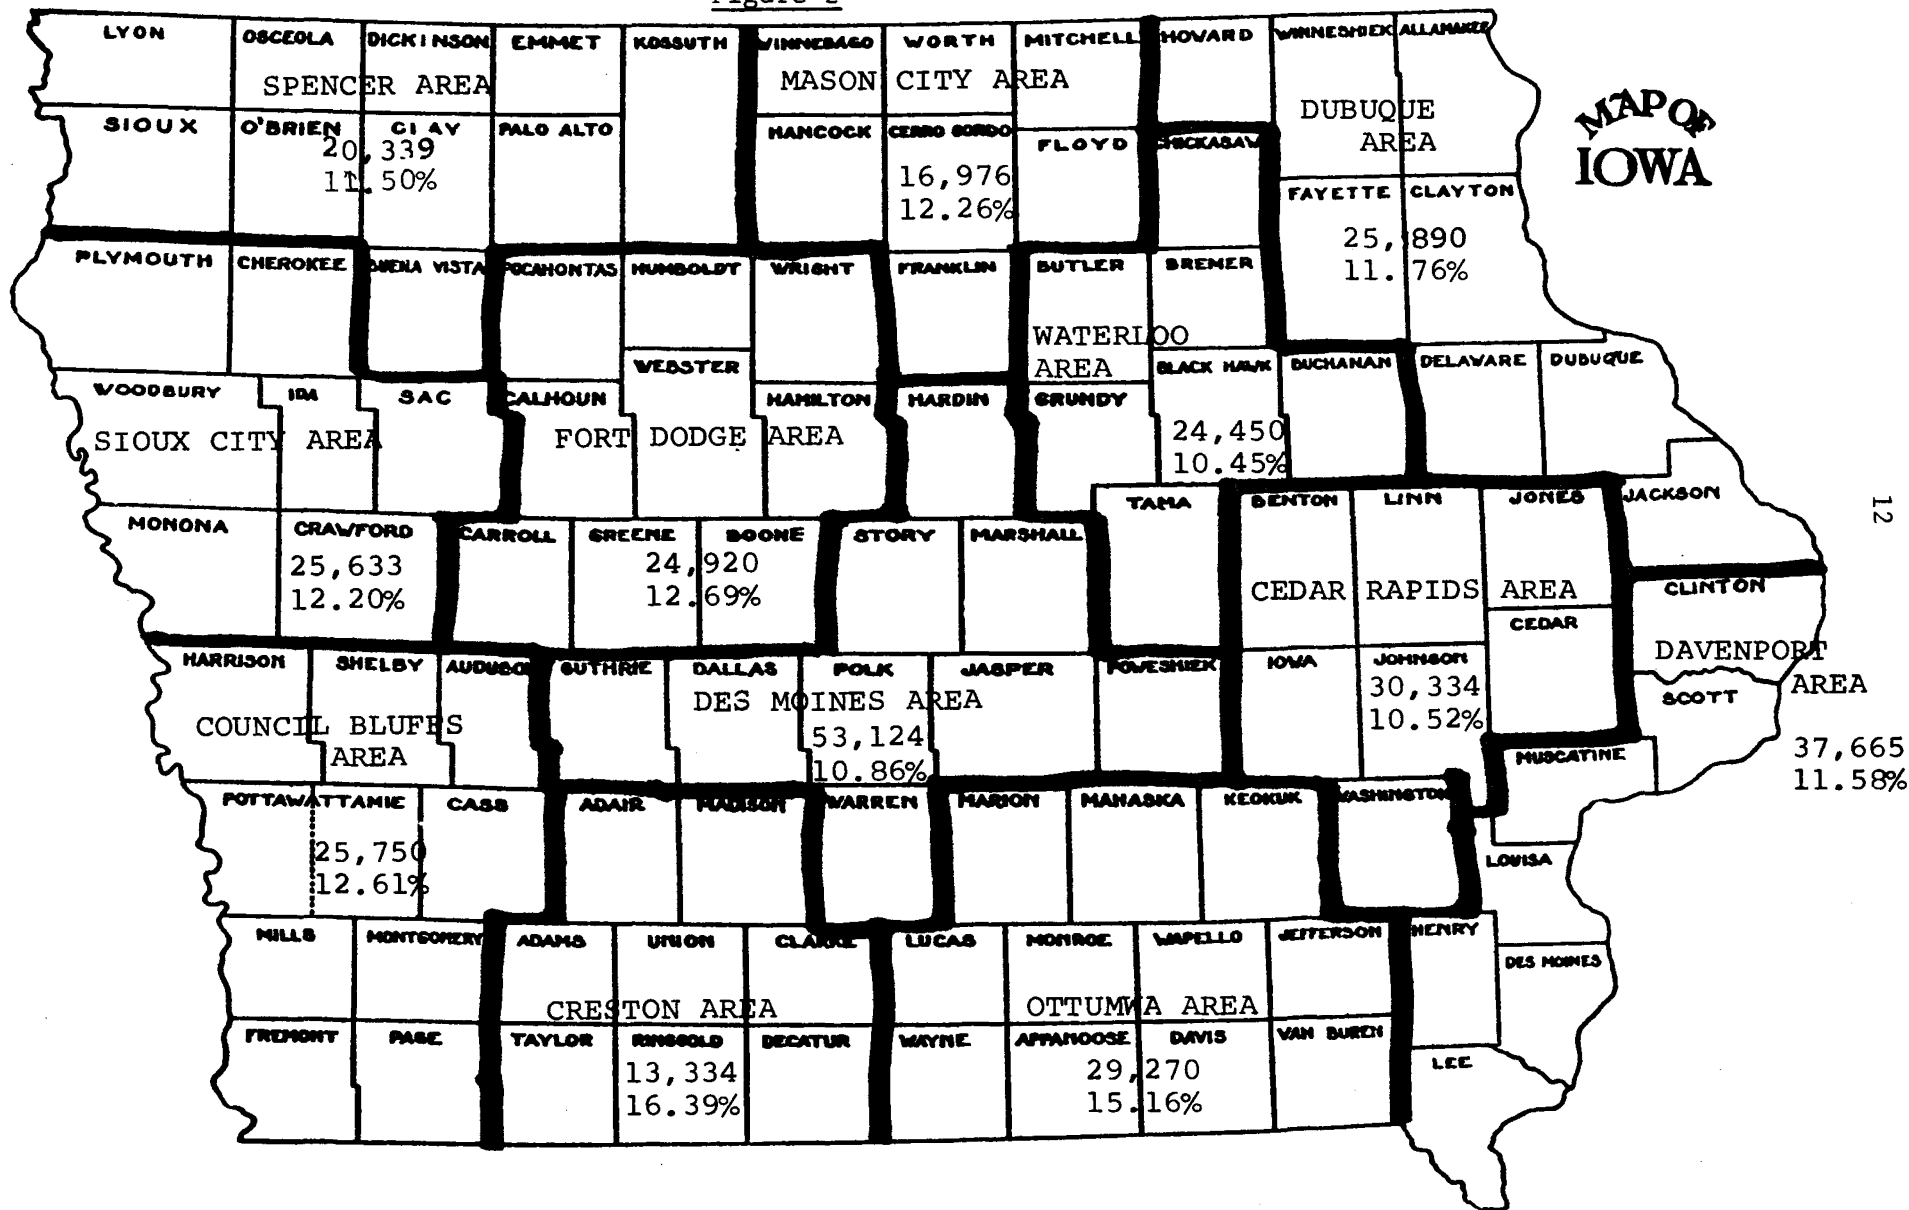 Figure 2
LYON OSCEOLA DICKINSON EMMET KOSSUTH WINNEBAGO WORTH MITCHELL HOWARD WINNESHIEK ALLAMAKEE
SPENCER AREA MASON CITY AREA
DUBUQUE
AREA
MAP OF
IOWA
SIOUX O'BRIEN CLAY PALO ALTO HANCOCK CERRO GORDO FLOYD CHICKASAW
20,339
11.50%
16,976
12.26%
FAYETTE CLAYTON
25,890
11.76%
PLYMOUTH CHEROKEE BUENA VISTA POCAHONTAS HUMBOLDT WRIGHT FRANKLIN BUTLER BREMER
WATERLOO
AREA
WEBSTER BLACK HAWK BUCHANAN DELAWARE DUBUQUE
WOODBURY IDA SAC CALHOUN HAMILTON HARDIN GRUNDY
SIOUX CITY AREA FORT DODGE AREA
24,450
10.45%
TAMA BENTON LINN JONES JACKSON
12
MONONA CRAWFORD CARROLL GREENE BOONE STORY MARSHALL
25,633
12.20%
24,920
12.69%
CEDAR RAPIDS AREA
CLINTON
CEDAR
DAVENPORT
AREA
HARRISON SHELBY AUDUBON GUTHRIE DALLAS POLK JASPER POWESHIEK IOWA JOHNSON
30,334
10.52%
SCOTT
COUNCIL BLUFFS
AREA
DES MOINES AREA
53,124
10.86%
MUSCATINE
37,665
11.58%
POTTAWATTAMIE CASS ADAIR MADISON WARREN MARION MAHASKA KEOKUK WASHINGTON
25,750
12.61%
LOUISA
MILLS MONTGOMERY ADAMS UNION CLARKE LUCAS MONROE WAPELLO JEFFERSON HENRY
DES MOINES
CRESTON AREA OTTUMWA AREA
FREMONT PAGE TAYLOR RINGGOLD DECATUR WAYNE APPANOOSE DAVIS VAN BUREN
LEE
13,334
16.39%
29,270
15.16%